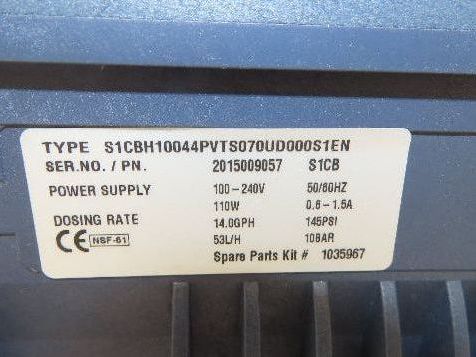 TYPE S1CBH10044PVTS070UD000S1EN
SER.NO. / PN. 2015009057 S1CB
POWER SUPPLY 100-240V 50/60HZ
110W 0.6-1.5A
DOSING RATE 14.0GPH 145PSI
CE NSF-61 53L/H 10BAR
Spare Parts Kit # 1035967